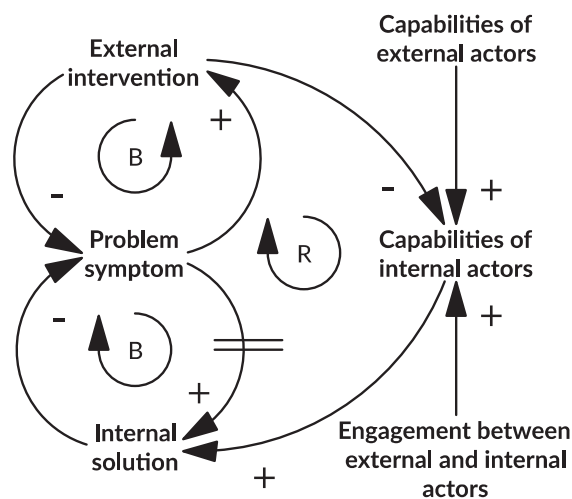 External
intervention
Capabilities of
external actors
B
+
-
-
+
Problem
symptom
R
Capabilities of
internal actors
-
B
+
+
Internal
solution
+
Engagement between
external and internal
actors